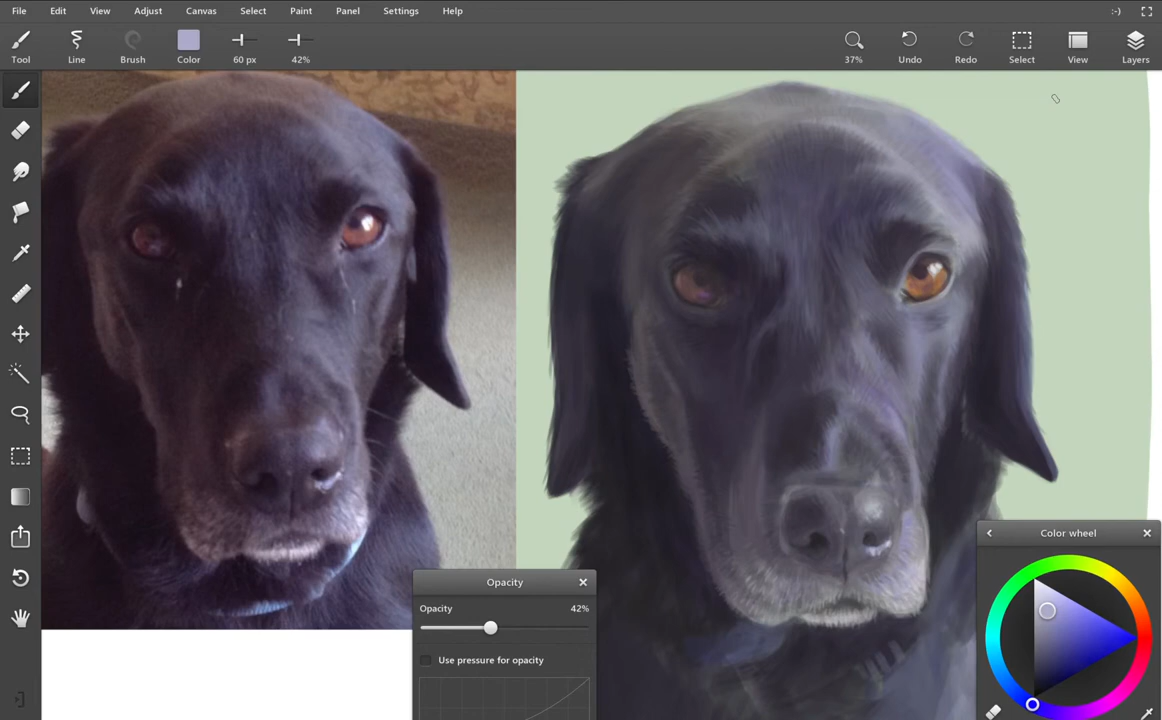 File Edit View Adjust Canvas Select Paint Panel Settings Help :-)
Tool Line Brush Color 60 px 42% 37% Undo Redo Select View Layers
Color wheel
Opacity
Opacity 42%
Use pressure for opacity